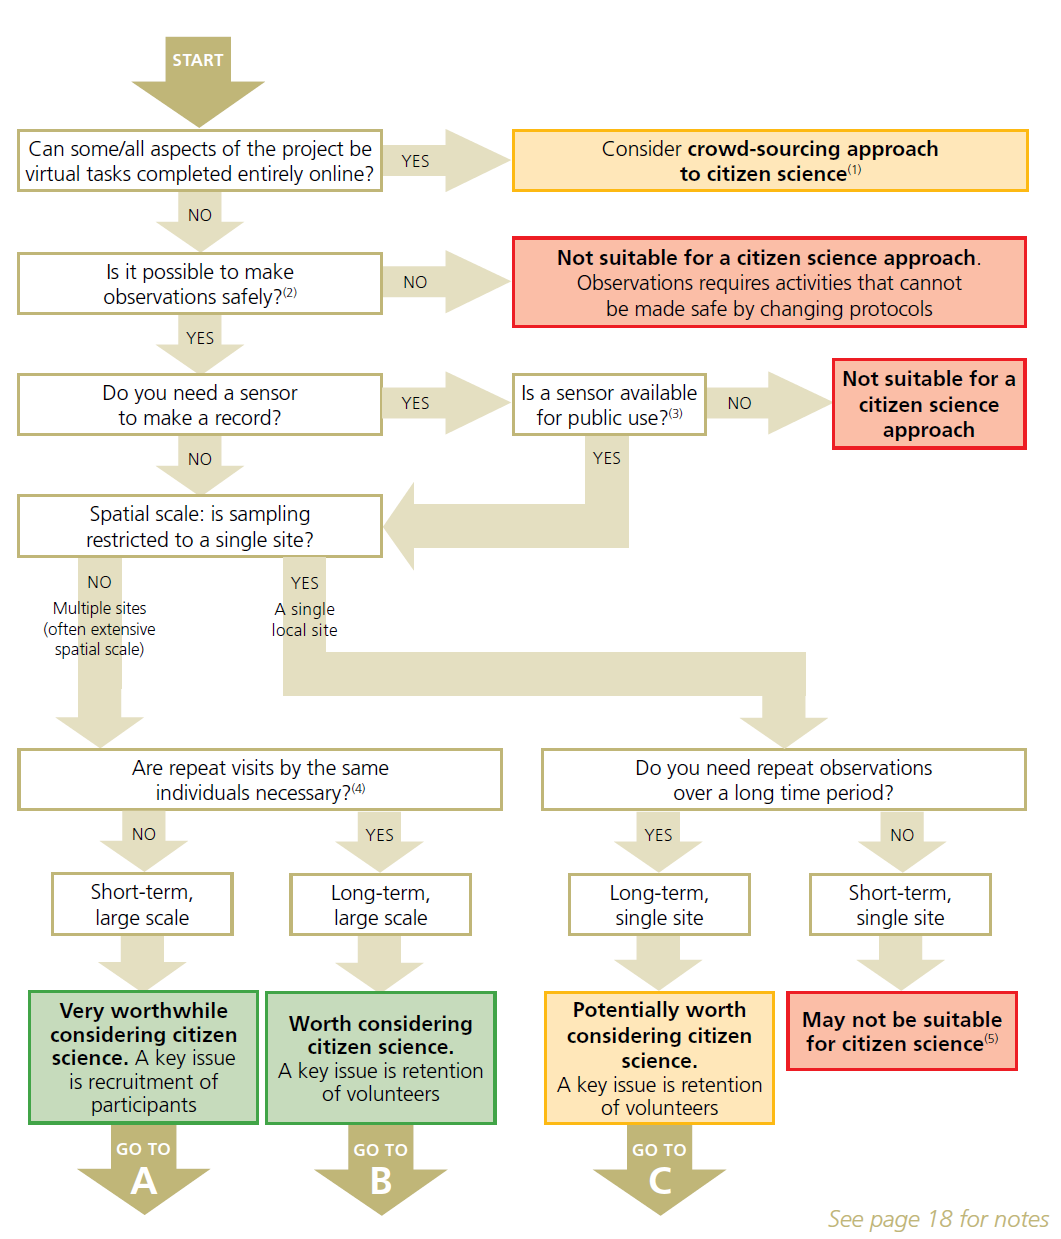 START
Can some/all aspects of the project be
virtual tasks completed entirely online?
YES
Consider crowd-sourcing approach
to citizen science(1)
NO
Is it possible to make
observations safely?(2)
NO
Not suitable for a citizen science approach.
Observations requires activities that cannot
be made safe by changing protocols
YES
Do you need a sensor
to make a record?
YES
Is a sensor available
for public use?(3)
NO
Not suitable for a
citizen science
approach
NO
YES
Spatial scale: is sampling
restricted to a single site?
NO
Multiple sites
(often extensive
spatial scale)
YES
A single
local site
Are repeat visits by the same
individuals necessary?(4)
Do you need repeat observations
over a long time period?
NO
YES
YES
NO
Short-term,
large scale
Long-term,
large scale
Long-term,
single site
Short-term,
single site
Very worthwhile
considering citizen
science. A key issue
is recruitment of
participants
Worth considering
citizen science.
A key issue is retention
of volunteers
Potentially worth
considering citizen
science.
A key issue is retention
of volunteers
May not be suitable
for citizen science(5)
GO TO
A
GO TO
B
GO TO
C
See page 18 for notes